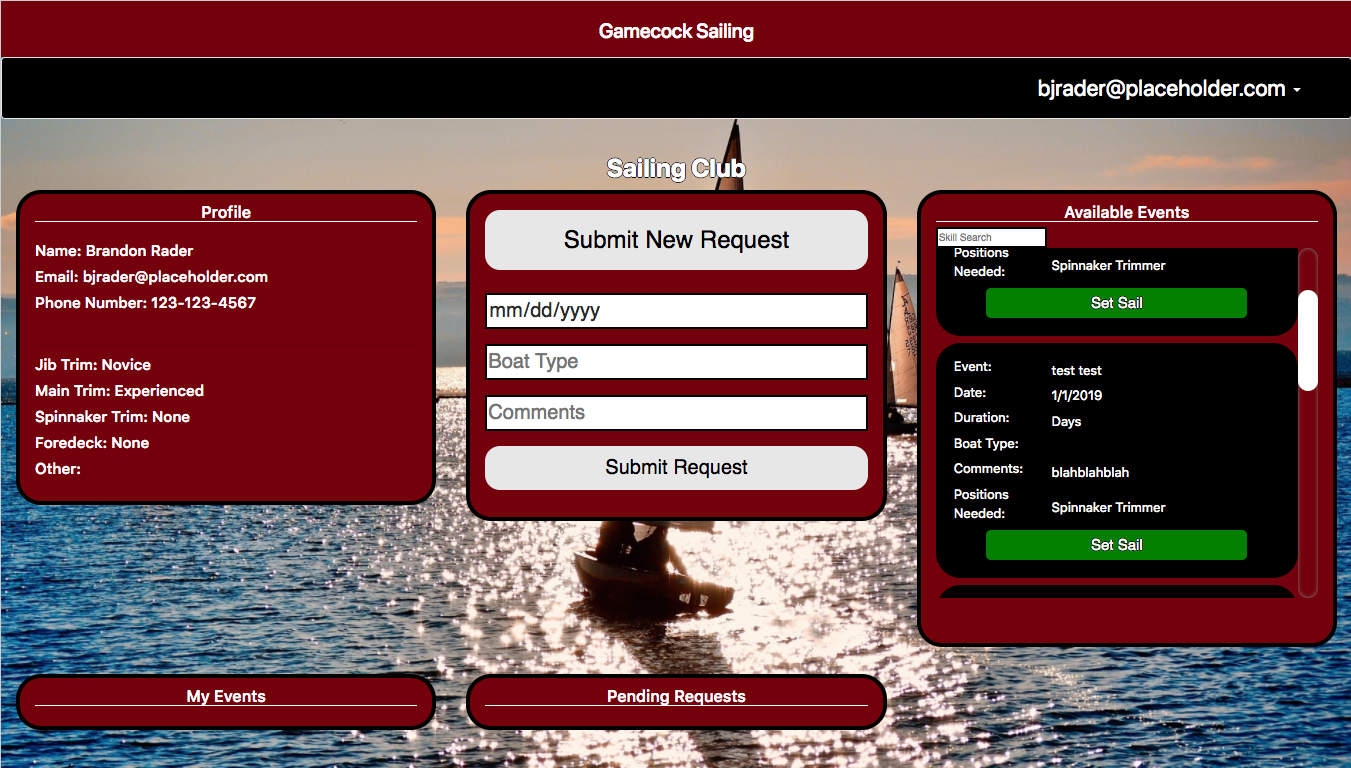 Gamecock Sailing
bjrader@placeholder.com
Sailing Club
Profile
Name: Brandon Rader
Email: bjrader@placeholder.com
Phone Number: 123-123-4567
Jib Trim: Novice
Main Trim: Experienced
Spinnaker Trim: None
Foredeck: None
Other:
Submit New Request
mm/dd/yyyy
Boat Type
Comments
Submit Request
Available Events
Skill Search
Positions
Needed: Spinnaker Trimmer
Set Sail
Event: test test
Date: 1/1/2019
Duration: Days
Boat Type:
Comments: blahblahblah
Positions
Needed: Spinnaker Trimmer
Set Sail
My Events
Pending Requests